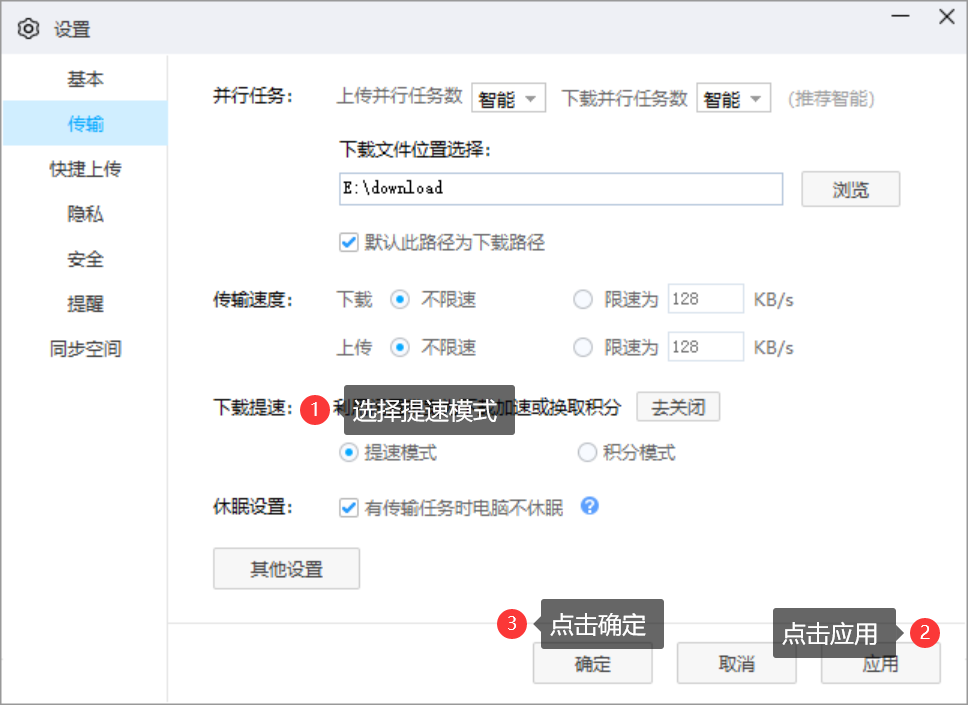 设置
基本
传输
快捷上传
隐私
安全
提醒
同步空间
并行任务： 上传并行任务数 智能 下载并行任务数 智能 (推荐智能)
下载文件位置选择：
E:\download 浏览
默认此路径为下载路径
传输速度： 下载 不限速 限速为 128 KB/s
上传 不限速 限速为 128 KB/s
下载提速： 1 选择提速模式 加速或换取积分 去关闭
提速模式 积分模式
休眠设置： 有传输任务时电脑不休眠 ?
其他设置
3 点击确定 点击应用 2
确定 取消 应用